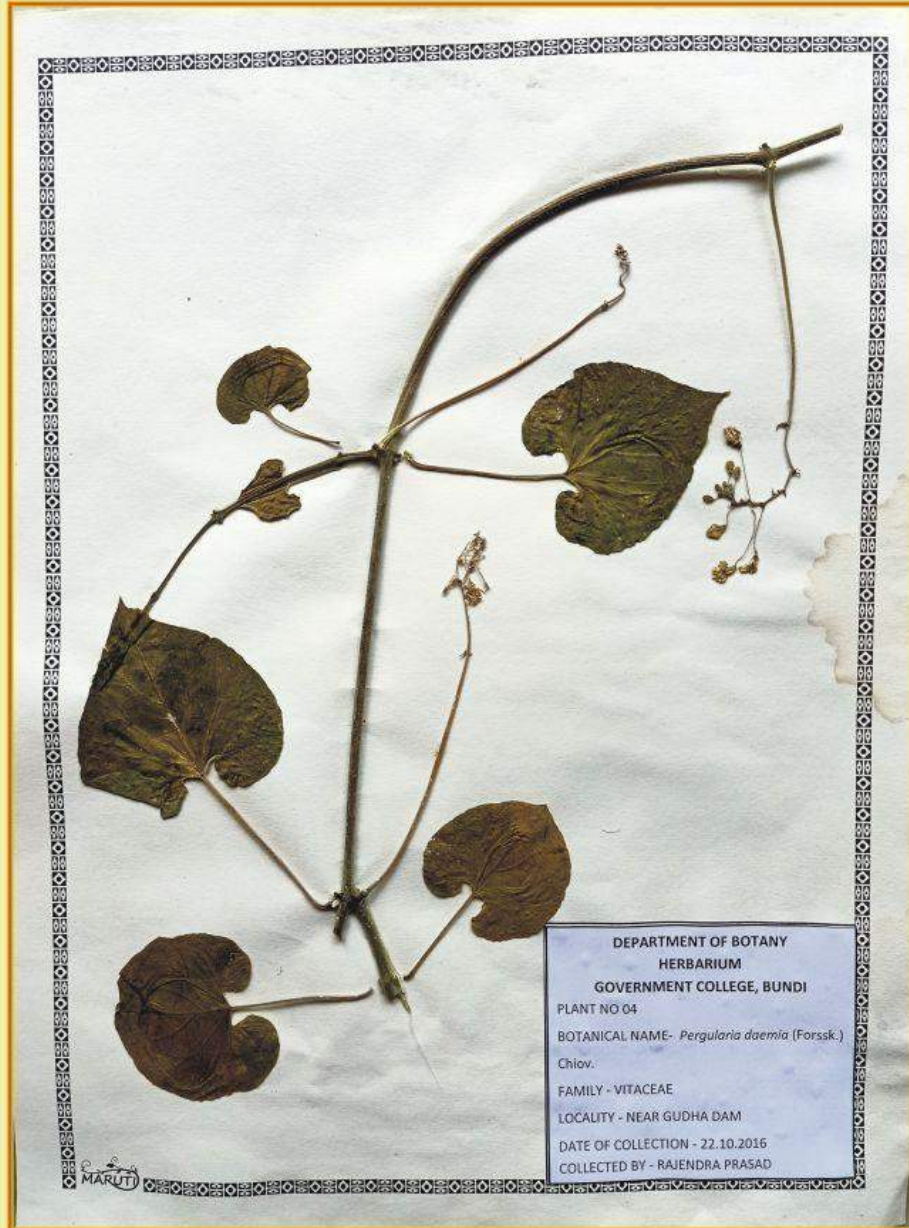 DEPARTMENT OF BOTANY
HERBARIUM
GOVERNMENT COLLEGE, BUNDI
PLANT NO 04
BOTANICAL NAME- Pergularia daemia (Forssk.)
Chiov.
FAMILY - VITACEAE
LOCALITY - NEAR GUDHA DAM
DATE OF COLLECTION - 22.10.2016
COLLECTED BY - RAJENDRA PRASAD
MARUTI